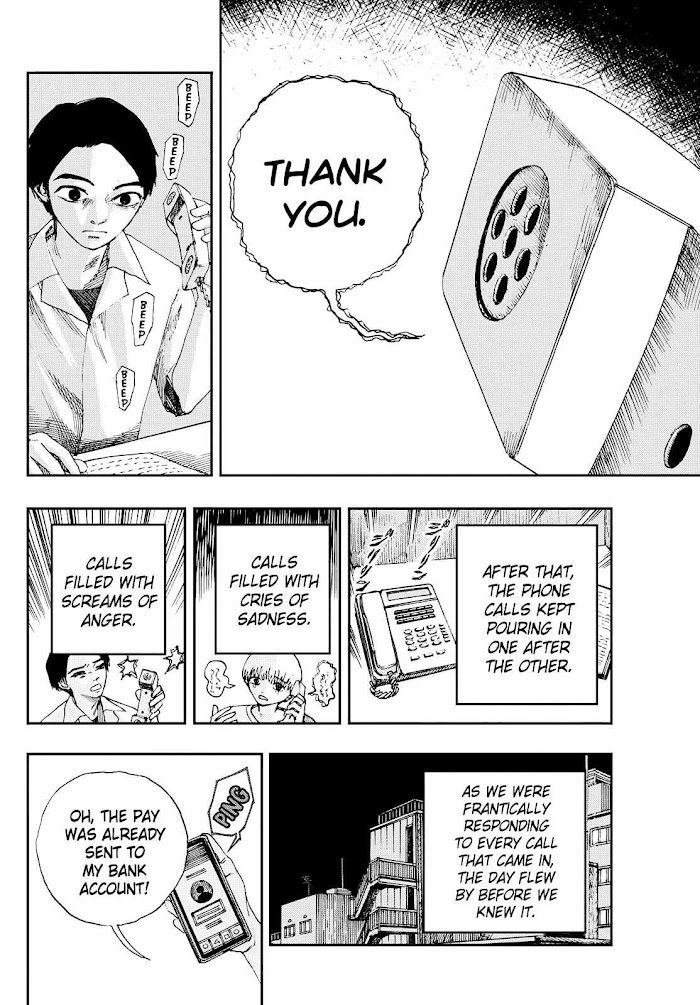 THANK
YOU.
BEEP
BEEP
BEEP
BEEP
AFTER THAT,
THE PHONE
CALLS KEPT
POURING IN
ONE AFTER
THE OTHER.
CALLS
FILLED WITH
CRIES OF
SADNESS.
CALLS
FILLED WITH
SCREAMS OF
ANGER.
AS WE WERE
FRANTICALLY
RESPONDING
TO EVERY CALL
THAT CAME IN,
THE DAY FLEW
BY BEFORE WE
KNEW IT.
PING
OH, THE PAY
WAS ALREADY
SENT TO
MY BANK
ACCOUNT!